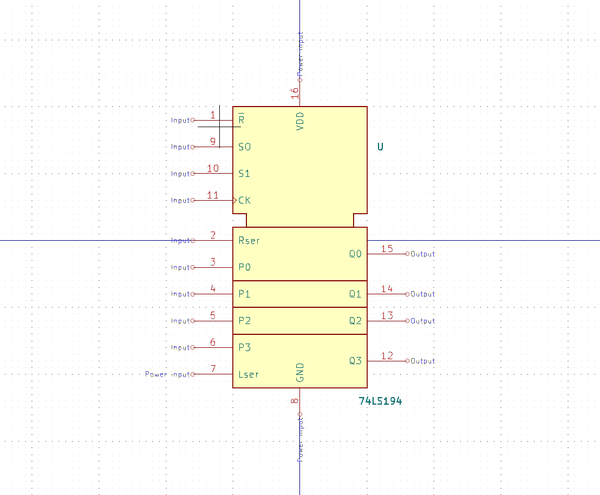 Power input
16
VDD
Input 1 R
U
Input 9 S0
Input 10 S1
Input 11 CK
Input 2 Rser
Q0 15 Output
Input 3 P0
Input 4 P1 Q1 14 Output
Input 5 P2 Q2 13 Output
Input 6 P3
Q3 12 Output
Power input 7 Lser
GND
8
74LS194
Power input